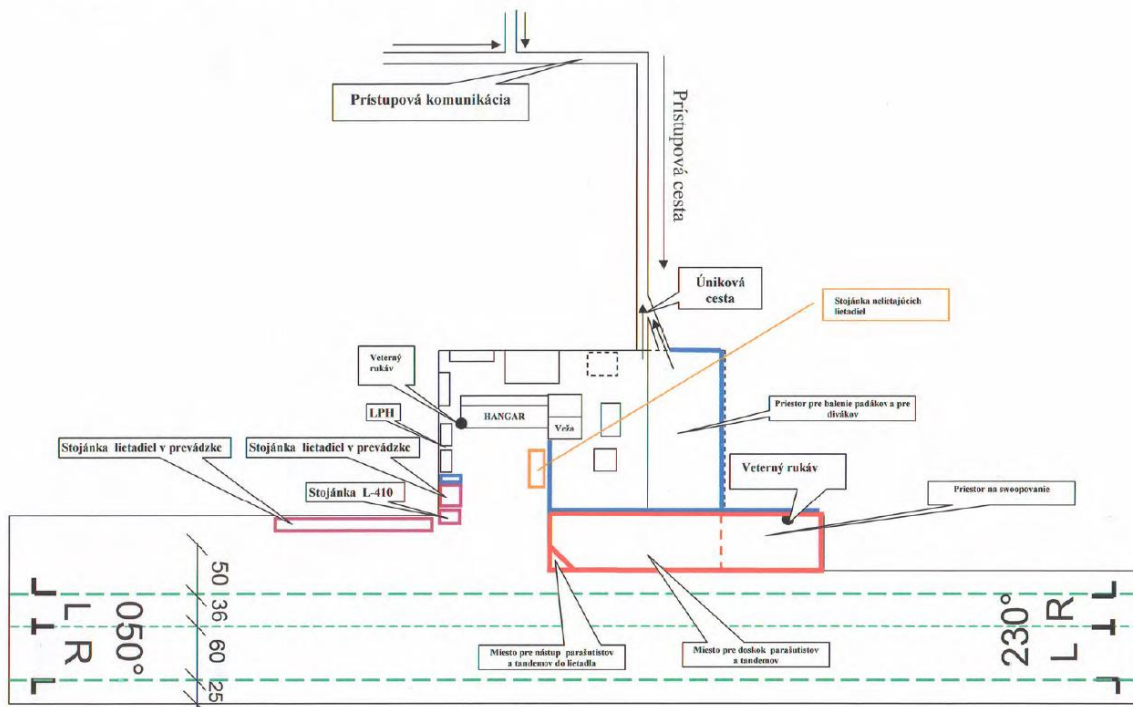 Prístupová komunikácia
Prístupová cesta
Úniková
cesta
Stojánka nelietajúcich
lietadiel
Veterný
rukáv
LPH
HANGAR
Veža
Priestor pre balenie padákov a pre
divákov
Stojánka lietadiel v prevádzke
Stojánka lietadiel v prevádzke
Stojánka L-410
Veterný rukáv
Priestor na swoopovanie
50
36
60
25
L
R
050°
230°
R
L
Miesto pre nástup parašutistov
a tandemov do lietadla
Miesto pre doskok parašutistov
a tandemov